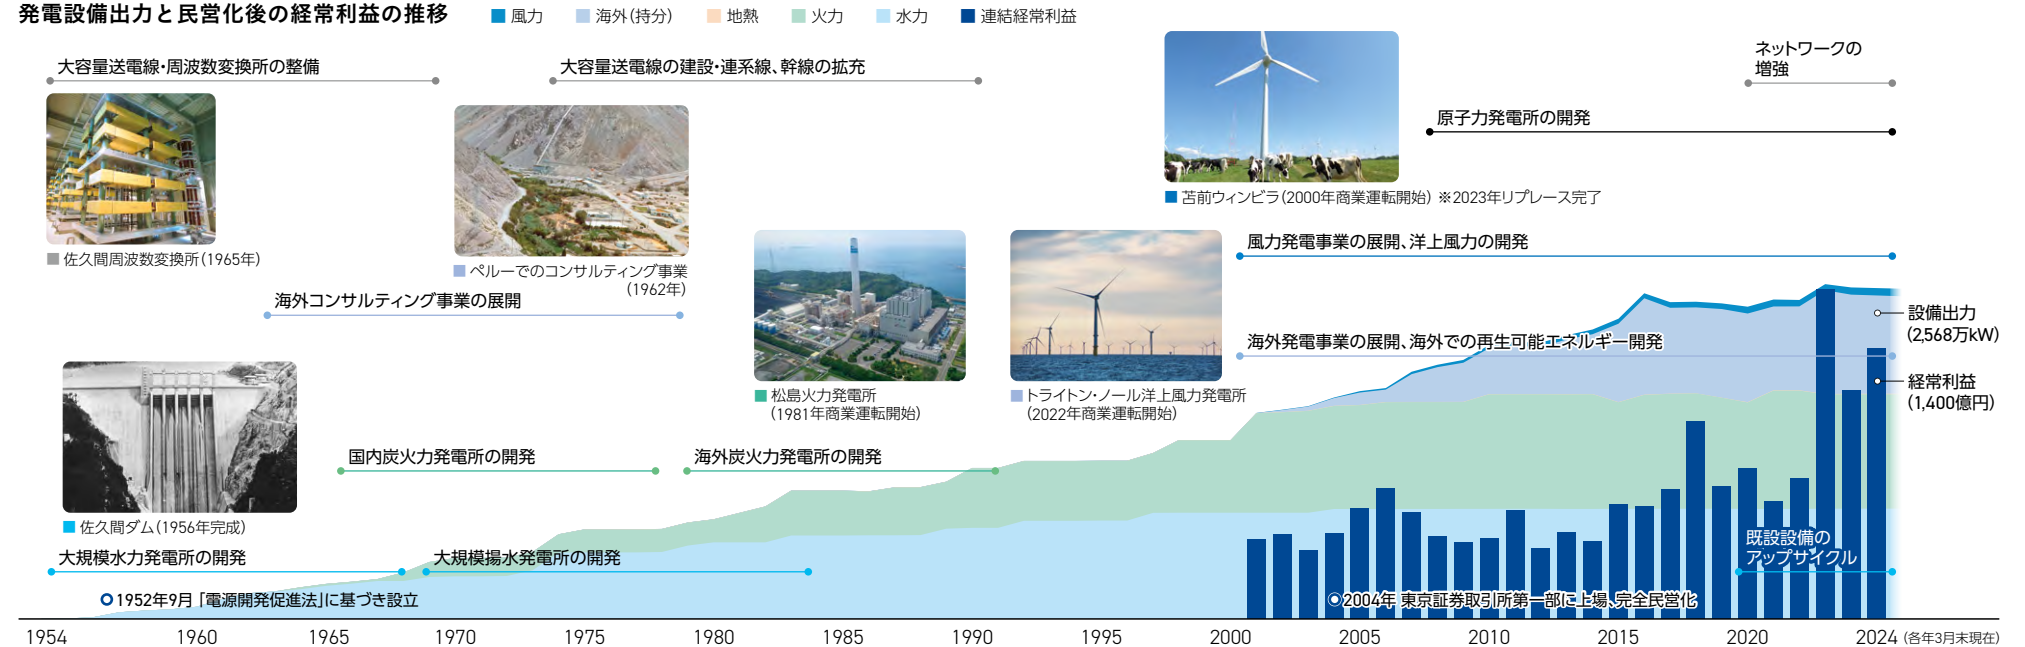 発電設備出力と民営化後の経常利益の推移
風力
海外(持分)
地熱
火力
水力
連結経常利益
大容量送電線・周波数変換所の整備
大容量送電線の建設・連系線、幹線の拡充
ネットワークの
増強
原子力発電所の開発
苫前ウィンビラ(2000年商業運転開始) ※2023年リプレース完了
佐久間周波数変換所(1965年)
ペルーでのコンサルティング事業
(1962年)
海外コンサルティング事業の展開
風力発電事業の展開、洋上風力の開発
設備出力
(2,568万kW)
海外発電事業の展開、海外での再生可能エネルギー開発
経常利益
(1,400億円)
松島火力発電所
(1981年商業運転開始)
トライトン・ノール洋上風力発電所
(2022年商業運転開始)
国内炭火力発電所の開発
海外炭火力発電所の開発
佐久間ダム(1956年完成)
大規模水力発電所の開発
大規模揚水発電所の開発
既設設備の
アップサイクル
1952年9月 「電源開発促進法」に基づき設立
2004年 東京証券取引所第一部に上場、完全民営化
1954 1960 1965 1970 1975 1980 1985 1990 1995 2000 2005 2010 2015 2020 2024 (各年3月末現在)